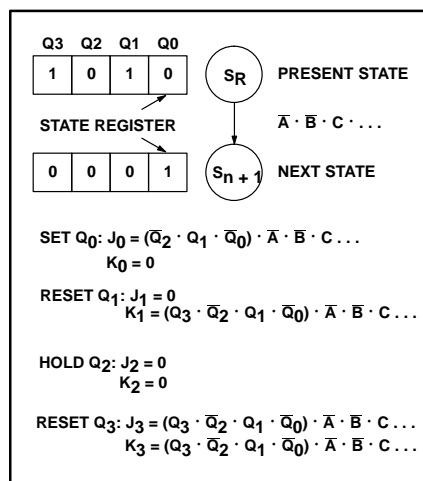 Q3 Q2 Q1 Q0
1 0 1 0
SR
PRESENT STATE
STATE REGISTER
A̅ · B̅ · C · . . .
0 0 0 1
Sn + 1
NEXT STATE
SET Q0: J0 = (Q̅2 · Q1 · Q̅0) · A̅ · B̅ · C . . .
K0 = 0
RESET Q1: J1 = 0
K1 = (Q3 · Q̅2 · Q1 · Q̅0) · A̅ · B̅ · C . . .
HOLD Q2: J2 = 0
K2 = 0
RESET Q3: J3 = (Q3 · Q̅2 · Q1 · Q̅0) · A̅ · B̅ · C . . .
K3 = (Q3 · Q̅2 · Q1 · Q̅0) · A̅ · B̅ · C . . .